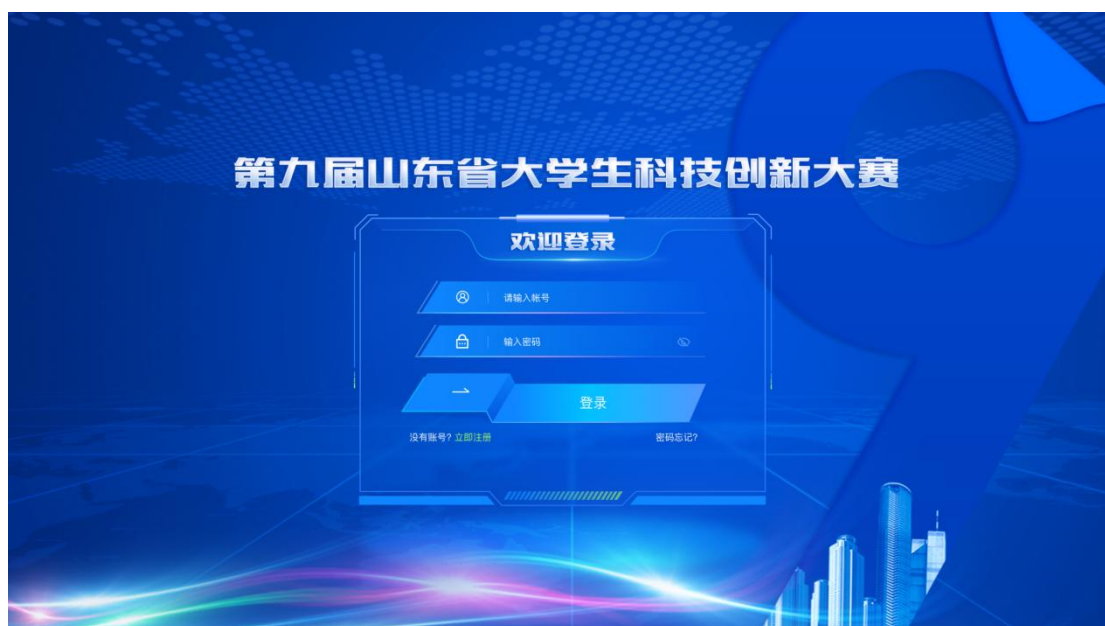 第九届山东省大学生科技创新大赛
欢迎登录
请输入帐号
输入密码
登录
没有账号? 立即注册 密码忘记?